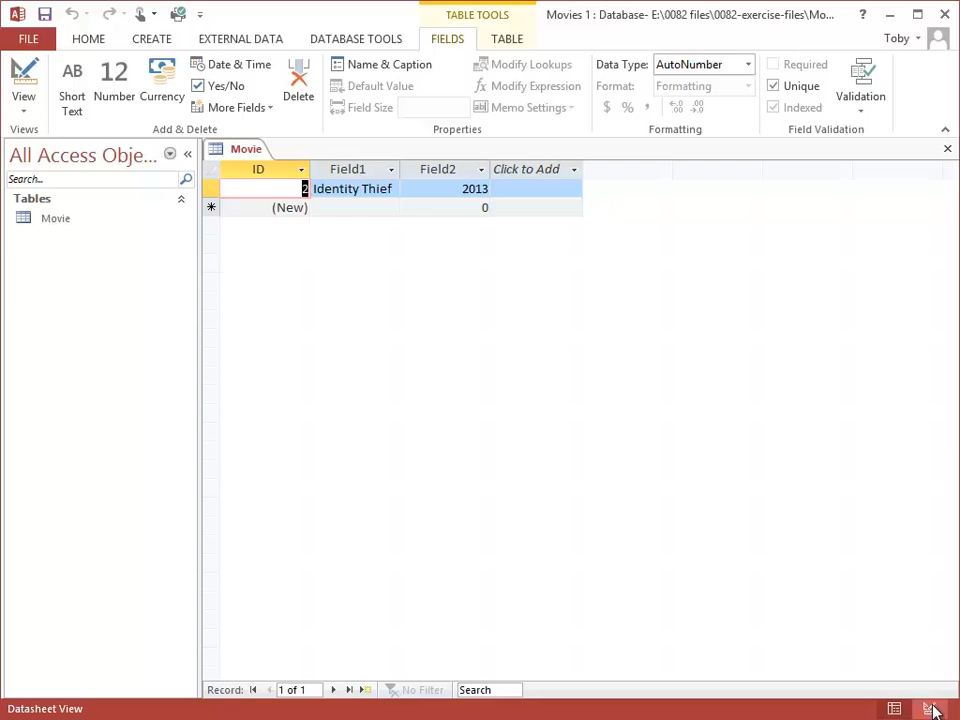 TABLE TOOLS
Movies 1 : Database- E:\0082 files\0082-exercise-files\Mo...
?
FILE HOME CREATE EXTERNAL DATA DATABASE TOOLS FIELDS TABLE Toby
View
Views
AB
Short
Text
12
Number
Currency
Date & Time
Yes/No
More Fields
Delete
Add & Delete
Name & Caption
Default Value
Field Size
Modify Lookups
fx Modify Expression
ab Memo Settings
Properties
Data Type: AutoNumber
Format: Formatting
$ % , .00 .00
Formatting
Required
Unique
Indexed
Validation
Field Validation
All Access Obje...
Search..
Tables
Movie
Movie
ID Field1 Field2 Click to Add
2 Identity Thief 2013
* (New) 0
Record: 1 of 1 No Filter Search
Datasheet View